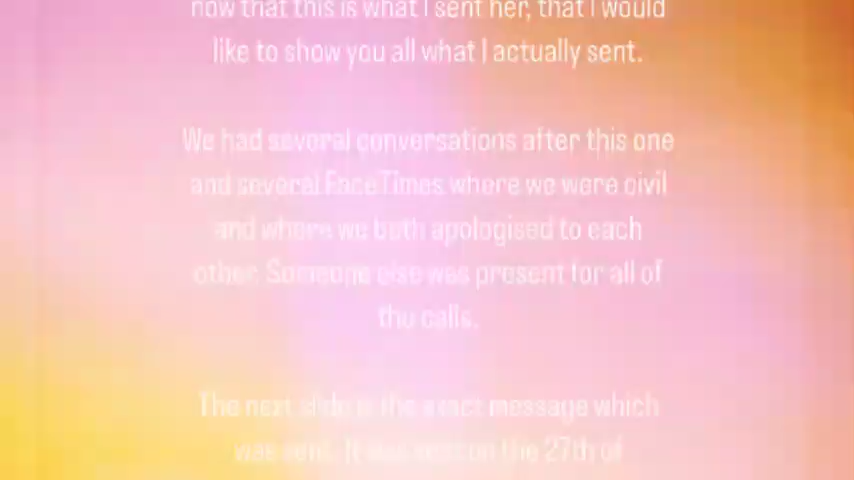 now that this is what I sent her, that I would
like to show you all what I actually sent.
We had several conversations after this one
and several FaceTimes where we were civil
and where we both apologised to each
other. Someone else was present for all of
the calls.
The next slide is the exact message which
was sent. It was sent on the 27th of